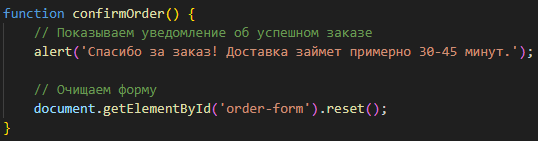 function confirmOrder() {
// Показываем уведомление об успешном заказе
alert('Спасибо за заказ! Доставка займет примерно 30-45 минут.');
// Очищаем форму
document.getElementById('order-form').reset();
}